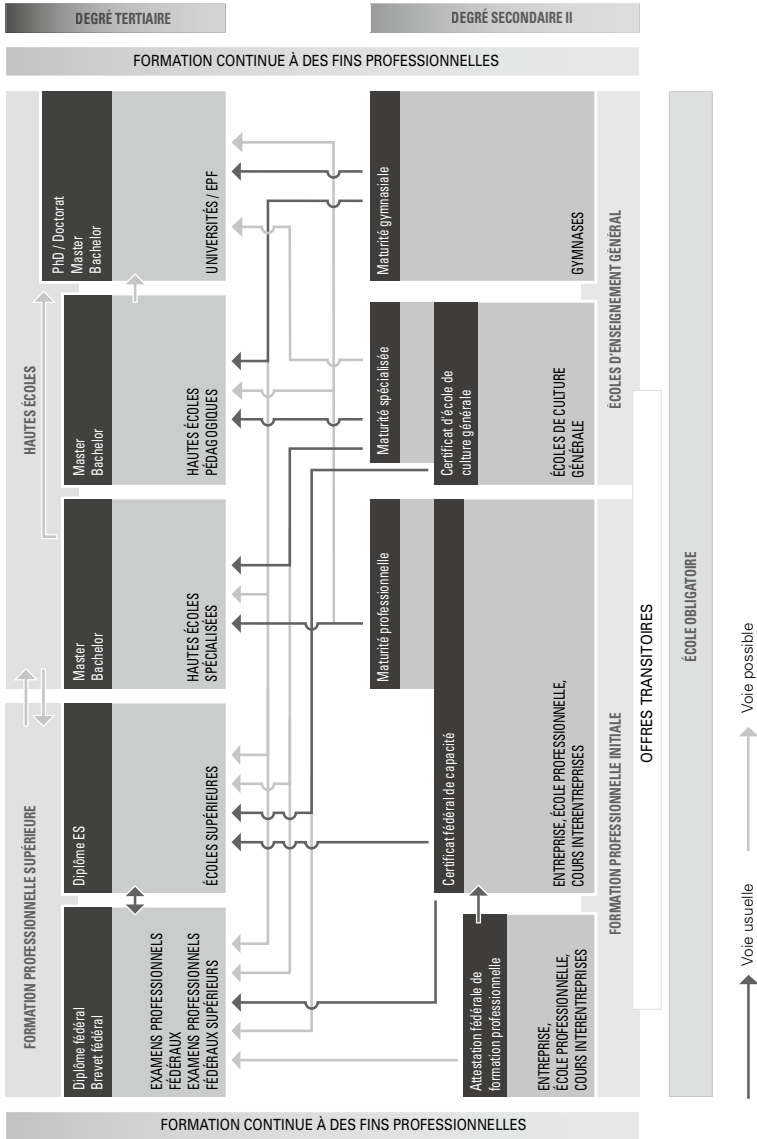 DEGRÉ TERTIAIRE
DEGRÉ SECONDAIRE II
FORMATION CONTINUE À DES FINS PROFESSIONNELLES
HAUTES ÉCOLES
PhD / Doctorat
Master
Bachelor
UNIVERSITÉS / EPF
Maturité gymnasiale
GYMNASES
ÉCOLES D'ENSEIGNEMENT GÉNÉRAL
Master
Bachelor
HAUTES ÉCOLES
PÉDAGOGIQUES
Maturité spécialisée
Certificat d'école de
culture générale
ÉCOLES DE CULTURE
GÉNÉRALE
Master
Bachelor
HAUTES ÉCOLES
SPÉCIALISÉES
Maturité professionnelle
FORMATION PROFESSIONNELLE SUPÉRIEURE
Diplôme ES
ÉCOLES SUPÉRIEURES
Certificat fédéral de capacité
ENTREPRISE, ÉCOLE PROFESSIONNELLE,
COURS INTERENTREPRISES
FORMATION PROFESSIONNELLE INITIALE
Diplôme fédéral
Brevet fédéral
EXAMENS PROFESSIONNELS
FÉDÉRAUX
EXAMENS PROFESSIONNELS
FÉDÉRAUX SUPÉRIEURS
Attestation fédérale de
formation professionnelle
ENTREPRISE,
ÉCOLE PROFESSIONNELLE,
COURS INTERENTREPRISES
OFFRES TRANSITOIRES
ÉCOLE OBLIGATOIRE
FORMATION CONTINUE À DES FINS PROFESSIONNELLES
Voie usuelle
Voie possible